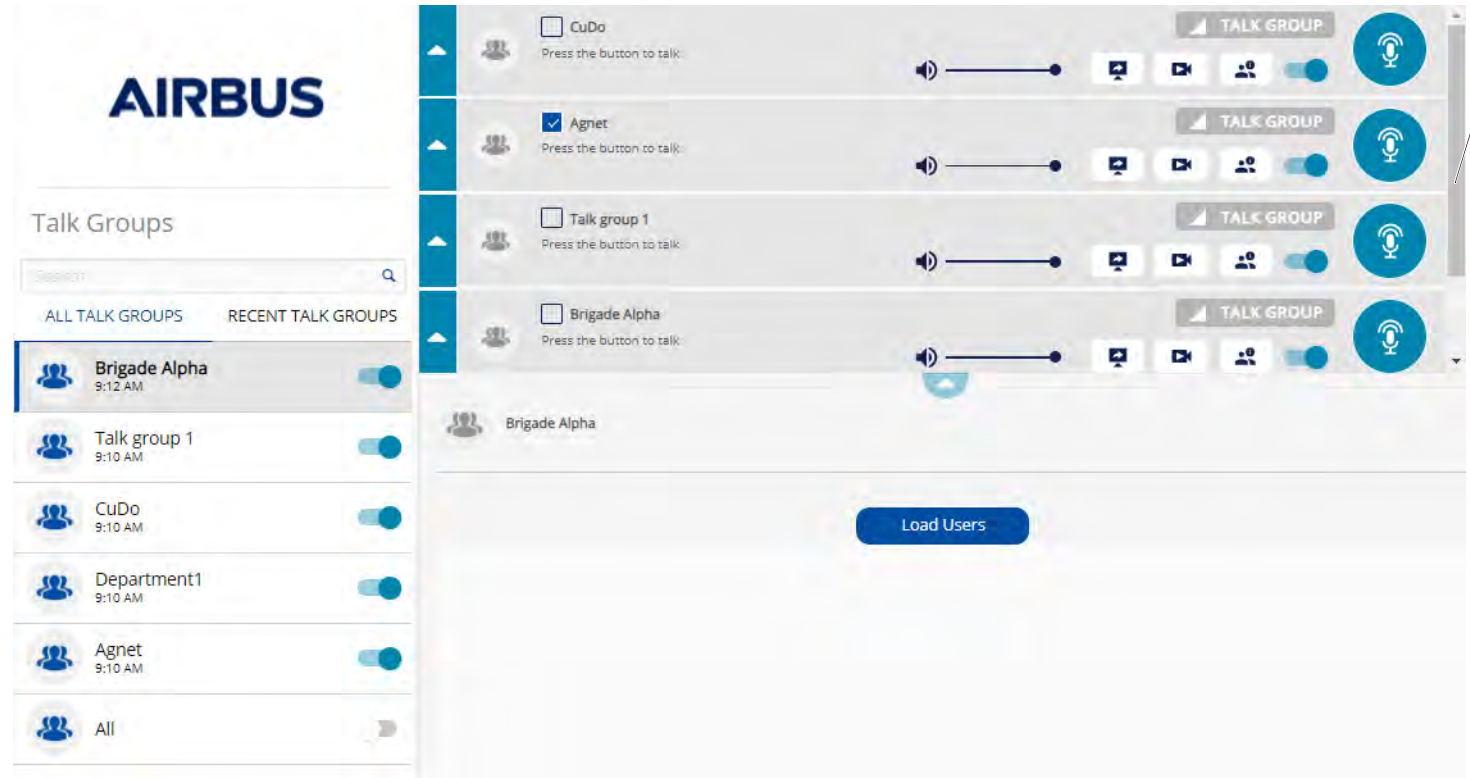 AIRBUS
Talk Groups
Search
ALL TALK GROUPS RECENT TALK GROUPS
Brigade Alpha
9:12 AM
Talk group 1
9:10 AM
CuDo
9:10 AM
Department1
9:10 AM
Agnet
9:10 AM
All
CuDo
Press the button to talk
TALK GROUP
Agnet
Press the button to talk
TALK GROUP
Talk group 1
Press the button to talk
TALK GROUP
Brigade Alpha
Press the button to talk
TALK GROUP
Brigade Alpha
Load Users